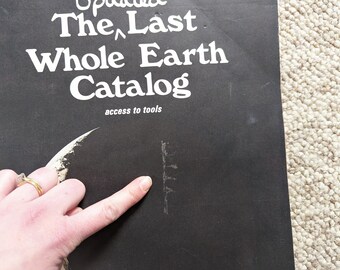 Updated
The ^ Last
Whole Earth
Catalog
access to tools